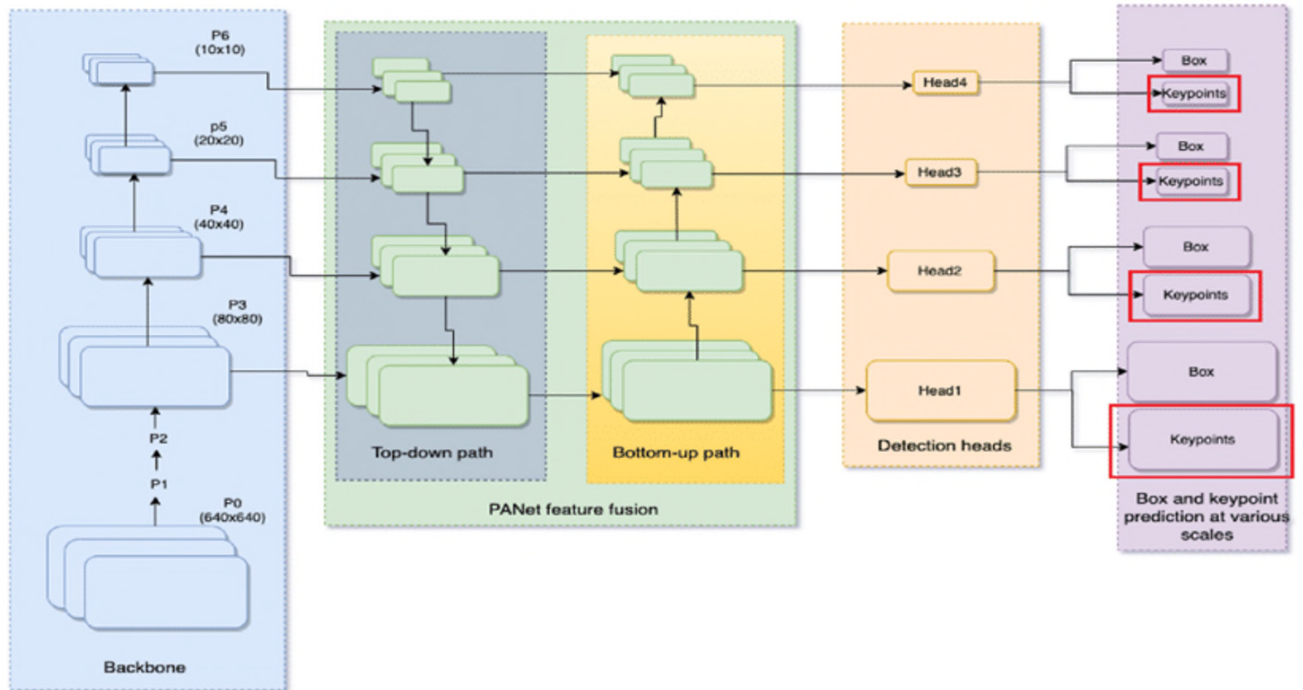 P6
(10x10)
p5
(20x20)
P4
(40x40)
P3
(80x80)
P2
P1
P0
(640x640)
Backbone
Top-down path
Bottom-up path
PANet feature fusion
Head4
Head3
Head2
Head1
Detection heads
Box
Keypoints
Box
Keypoints
Box
Keypoints
Box
Keypoints
Box and keypoint
prediction at various
scales